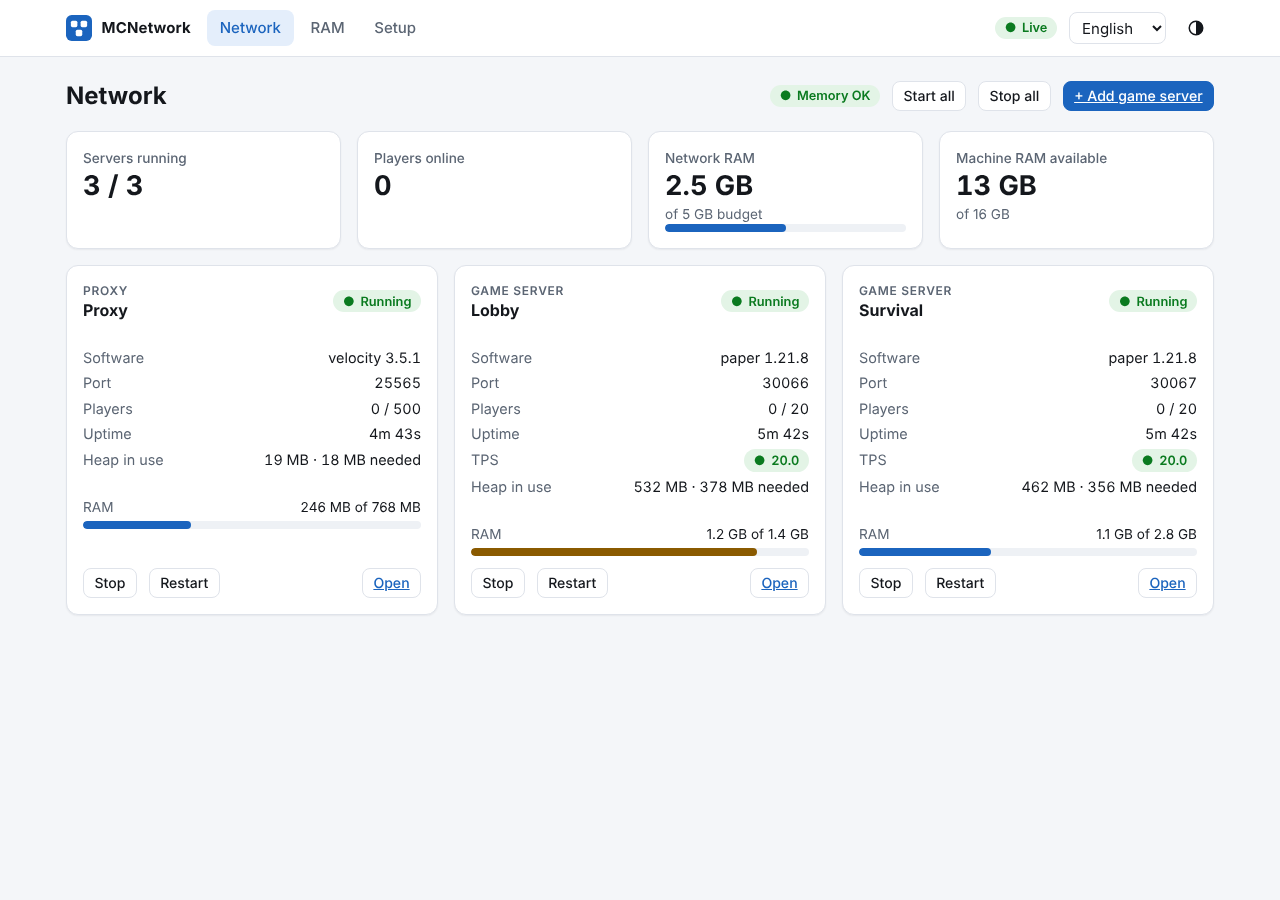 MCNetwork Network RAM Setup Live English
Network Memory OK Start all Stop all + Add game server
Servers running
3 / 3
Players online
0
Network RAM
2.5 GB
of 5 GB budget
Machine RAM available
13 GB
of 16 GB
PROXY
Proxy Running
Software velocity 3.5.1
Port 25565
Players 0 / 500
Uptime 4m 43s
Heap in use 19 MB · 18 MB needed
RAM 246 MB of 768 MB
Stop Restart Open
GAME SERVER
Lobby Running
Software paper 1.21.8
Port 30066
Players 0 / 20
Uptime 5m 42s
TPS 20.0
Heap in use 532 MB · 378 MB needed
RAM 1.2 GB of 1.4 GB
Stop Restart Open
GAME SERVER
Survival Running
Software paper 1.21.8
Port 30067
Players 0 / 20
Uptime 5m 42s
TPS 20.0
Heap in use 462 MB · 356 MB needed
RAM 1.1 GB of 2.8 GB
Stop Restart Open